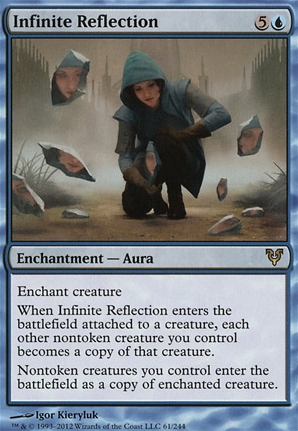 Infinite Reflection 5
Enchantment — Aura
Enchant creature
When Infinite Reflection enters the
battlefield attached to a creature, each
other nontoken creature you control
becomes a copy of that creature.
Nontoken creatures you control enter the
battlefield as a copy of enchanted creature.
Igor Kieryluk
™ & © 1993–2012 Wizards of the Coast LLC 61/244